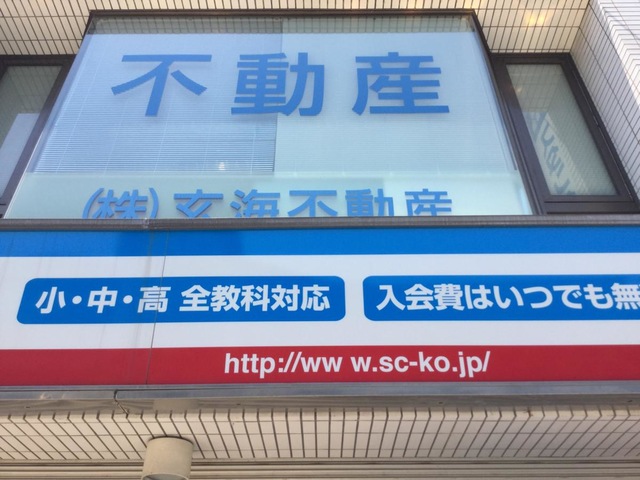 不動産
(株)玄海不動産
小・中・高 全教科対応
入会費はいつでも無
http://ww w.sc-ko.jp/